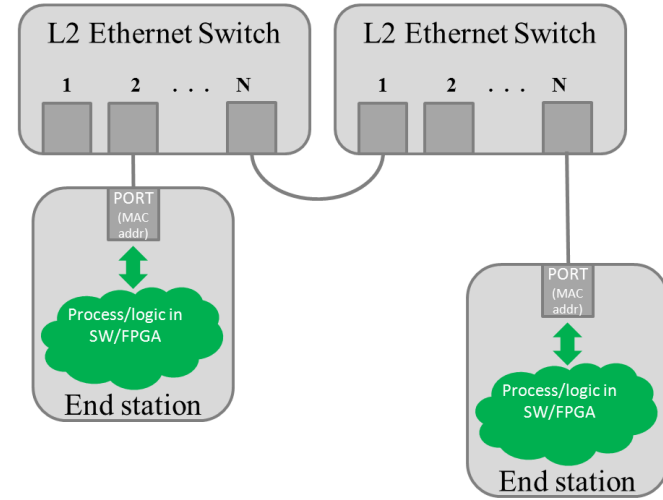 L2 Ethernet Switch
1 2 . . . N
L2 Ethernet Switch
1 2 . . . N
PORT
(MAC
addr)
Process/logic in
SW/FPGA
End station
PORT
(MAC
addr)
Process/logic in
SW/FPGA
End station